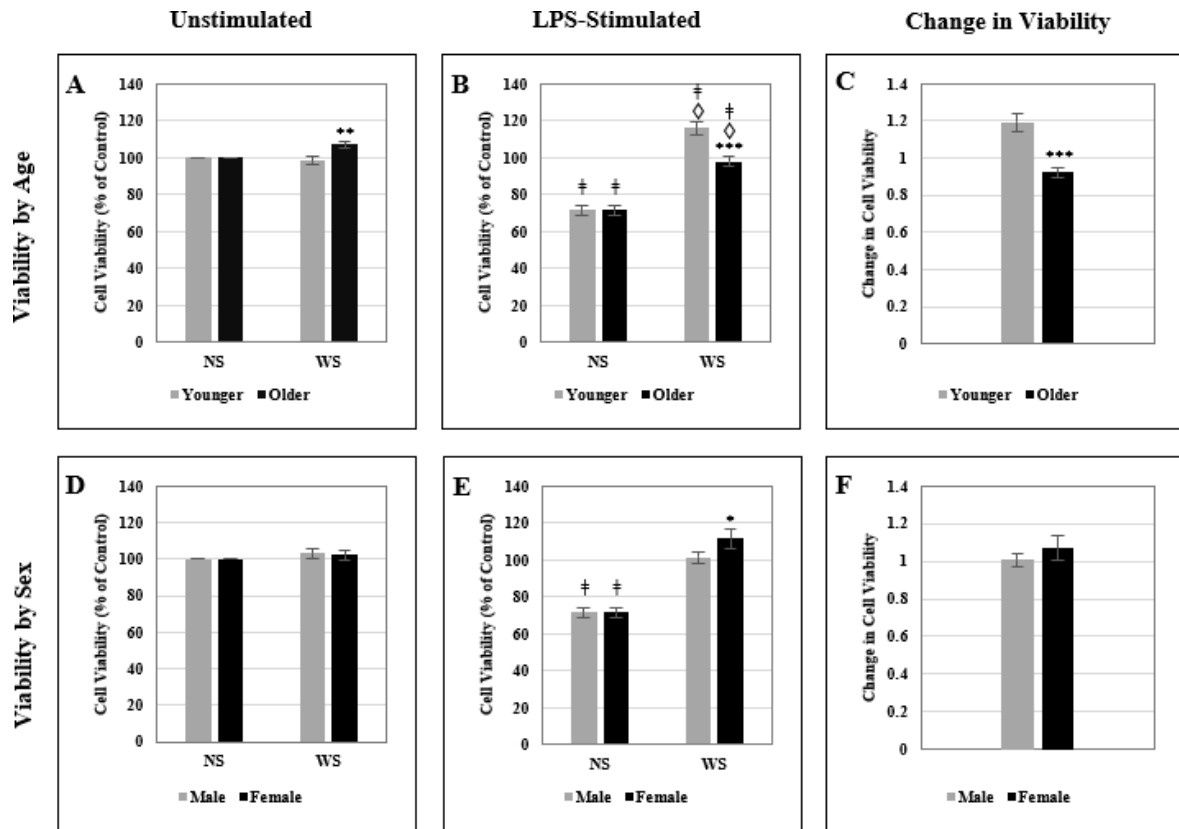 Unstimulated
LPS-Stimulated
Change in Viability
Viability by Age
A
Cell Viability (% of Control)
140
120
100
80
60
40
20
0
**
NS
WS
Younger
Older
B
Cell Viability (% of Control)
140
120
100
80
60
40
20
0
ǂ
ǂ
ǂ
◊
ǂ
◊
***
NS
WS
Younger
Older
C
Change in Cell Viability
1.4
1.2
1
0.8
0.6
0.4
0.2
0
***
Younger
Older
Viability by Sex
D
Cell Viability (% of Control)
140
120
100
80
60
40
20
0
NS
WS
Male
Female
E
Cell Viability (% of Control)
140
120
100
80
60
40
20
0
ǂ
ǂ
*
NS
WS
Male
Female
F
Change in Cell Viability
1.4
1.2
1
0.8
0.6
0.4
0.2
0
Male
Female